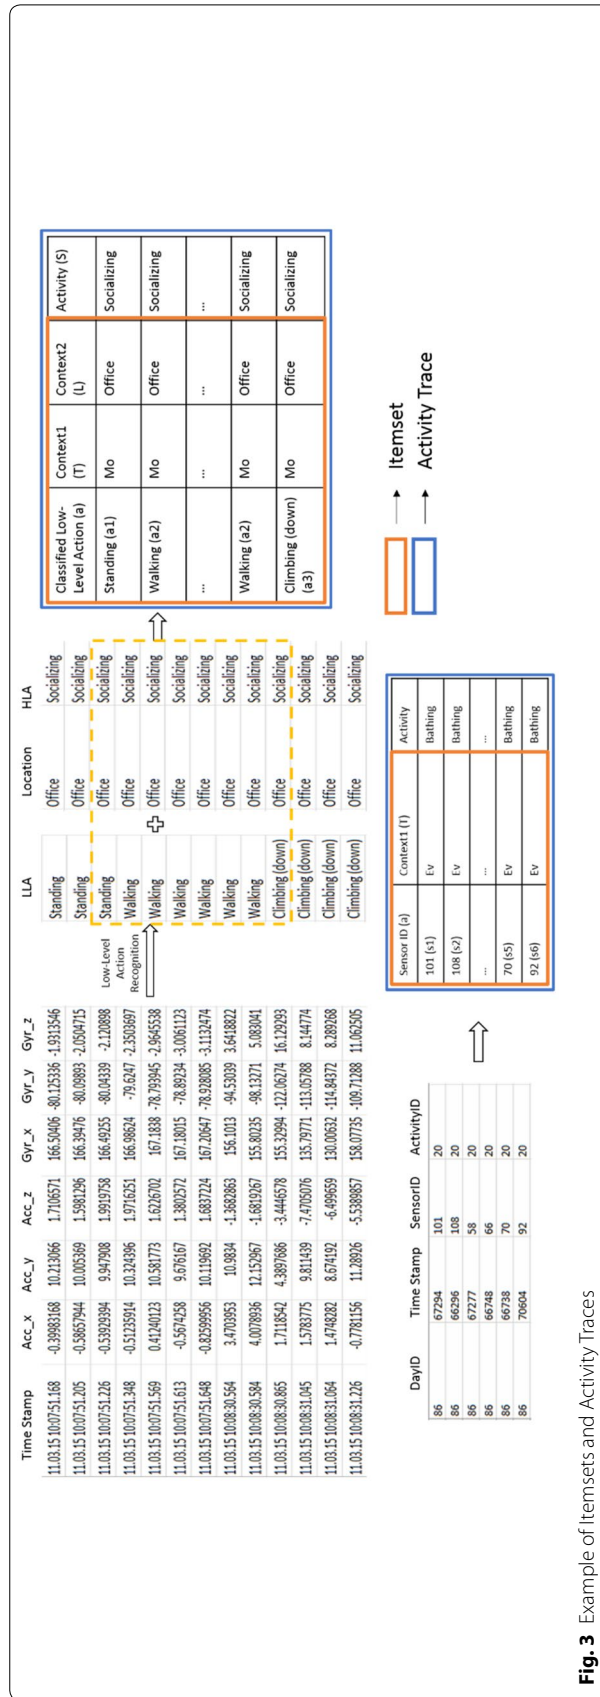 Time Stamp Acc_x Acc_y Acc_z Gyr_x Gyr_y Gyr_z
11.03.15 10:07:51.168 -0.39983168 10.213066 1.7106571 166.50406 -80.125336 -1.9313546
11.03.15 10:07:51.205 -0.58657944 10.005369 1.5981296 166.39476 -80.09893 -2.0504715
11.03.15 10:07:51.226 -0.53929394 9.947908 1.9919758 166.49255 -80.04339 -2.120898
11.03.15 10:07:51.348 -0.51235914 10.324396 1.9716251 166.98624 -79.6247 -2.3503697
11.03.15 10:07:51.569 0.41240123 10.581773 1.6226702 167.1838 -78.793945 -2.9645538
11.03.15 10:07:51.613 -0.5674258 9.676167 1.3802572 167.18015 -78.89234 -3.0061123
11.03.15 10:07:51.648 -0.82599956 10.119692 1.6837224 167.20647 -78.928085 -3.1132474
11.03.15 10:08:30.564 3.4703953 10.9834 -1.3682863 156.1013 -94.53039 3.6418822
11.03.15 10:08:30.584 4.0078936 12.152967 -1.6819267 155.80235 -98.13271 5.083041
11.03.15 10:08:30.865 1.7118542 4.3897686 -3.4446578 155.32994 -122.06274 16.129293
11.03.15 10:08:31.045 1.5783775 9.811439 -7.4705076 135.79771 -113.05788 8.144774
11.03.15 10:08:31.064 1.4748282 8.674192 -6.499659 130.00632 -114.84372 8.289268
11.03.15 10:08:31.226 -0.7781156 11.28926 -5.5389857 158.07735 -109.71288 11.062505
Low-Level
Action
Recognition
LLA Location HLA
Standing Office Socializing
Standing Office Socializing
Standing Office Socializing
Walking Office Socializing
Walking Office Socializing
Walking Office Socializing
Walking Office Socializing
Walking Office Socializing
Walking Office Socializing
Climbing (down) Office Socializing
Climbing (down) Office Socializing
Climbing (down) Office Socializing
Climbing (down) Office Socializing
Classified Low-
Level Action (a) Context1
(T) Context2
(L) Activity (S)
Standing (a1) Mo Office Socializing
Walking (a2) Mo Office Socializing
... ... ... ...
Walking (a2) Mo Office Socializing
Climbing (down)
(a3) Mo Office Socializing
DayID Time Stamp SensorID ActivityID
86 67294 101 20
86 66296 108 20
86 67277 58 20
86 66748 66 20
86 66738 70 20
86 70604 92 20
Sensor ID (a) Context1 (T) Activity
101 (s1) Ev Bathing
108 (s2) Ev Bathing
... ... ...
70 (s5) Ev Bathing
92 (s6) Ev Bathing
Itemset
Activity Trace
Fig. 3 Example of Itemsets and Activity Traces